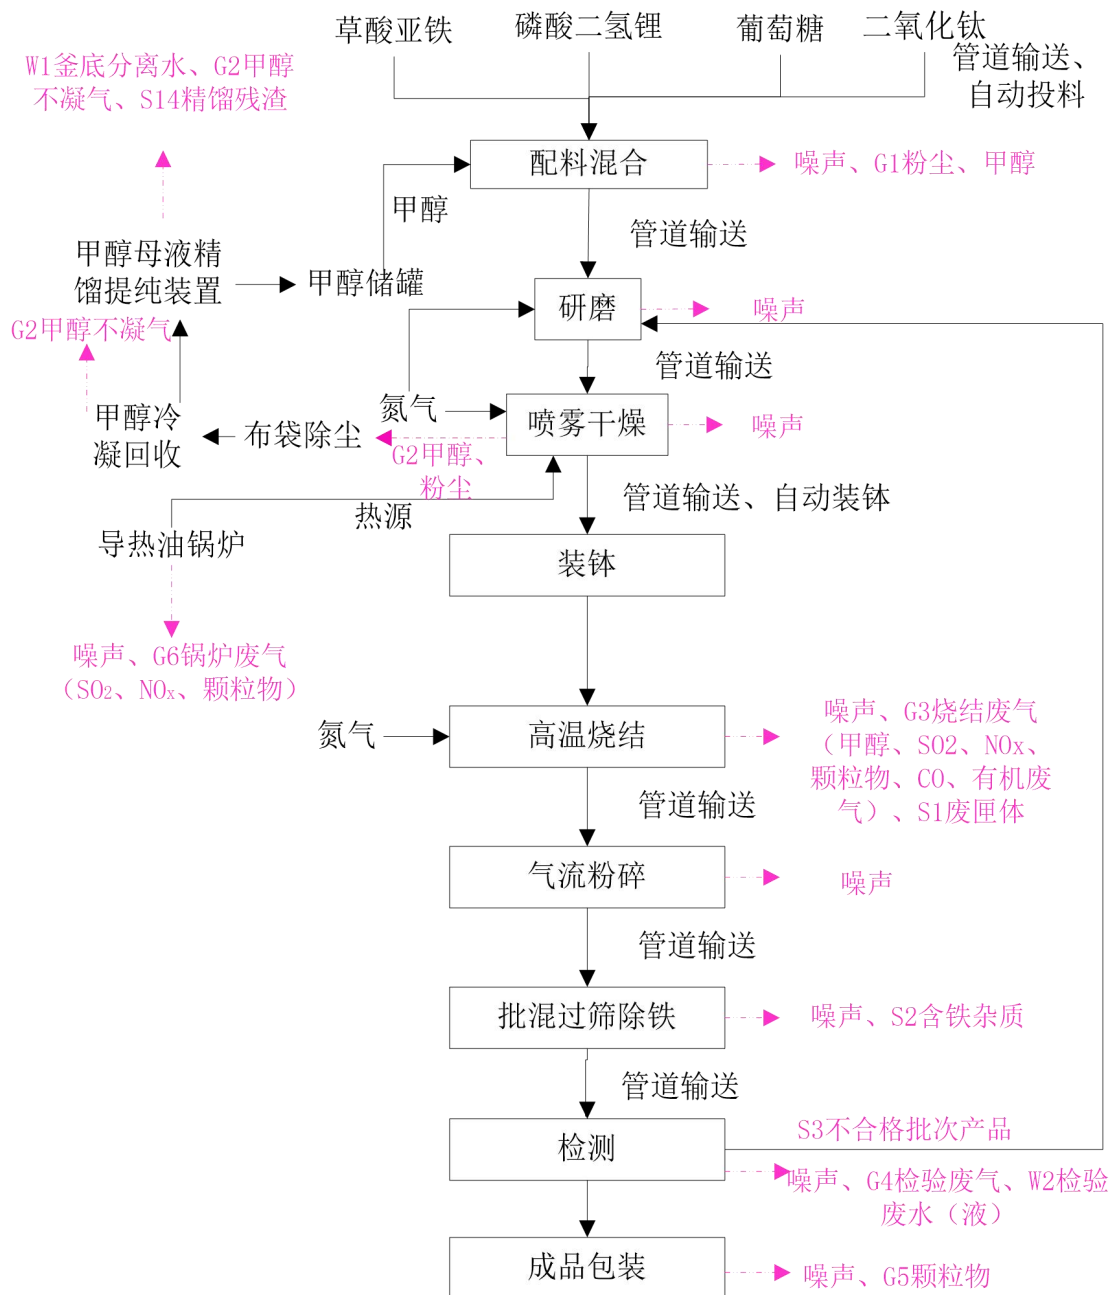 草酸亚铁
磷酸二氢锂
葡萄糖
二氧化钛
管道输送、
自动投料
W1釜底分离水、G2甲醇
不凝气、S14精馏残渣
配料混合
噪声、G1粉尘、甲醇
甲醇
管道输送
甲醇母液精
馏提纯装置
甲醇储罐
研磨
噪声
G2甲醇不凝气
管道输送
甲醇冷
凝回收
布袋除尘
氮气
喷雾干燥
噪声
G2甲醇、
粉尘
管道输送、自动装钵
热源
导热油锅炉
装钵
噪声、G6锅炉废气
（SO₂、NOₓ、颗粒物）
氮气
高温烧结
噪声、G3烧结废气
（甲醇、SO2、NOx、
颗粒物、CO、有机废
气）、S1废匣体
管道输送
气流粉碎
噪声
管道输送
批混过筛除铁
噪声、S2含铁杂质
管道输送
检测
S3不合格批次产品
噪声、G4检验废气、W2检验
废水（液）
成品包装
噪声、G5颗粒物